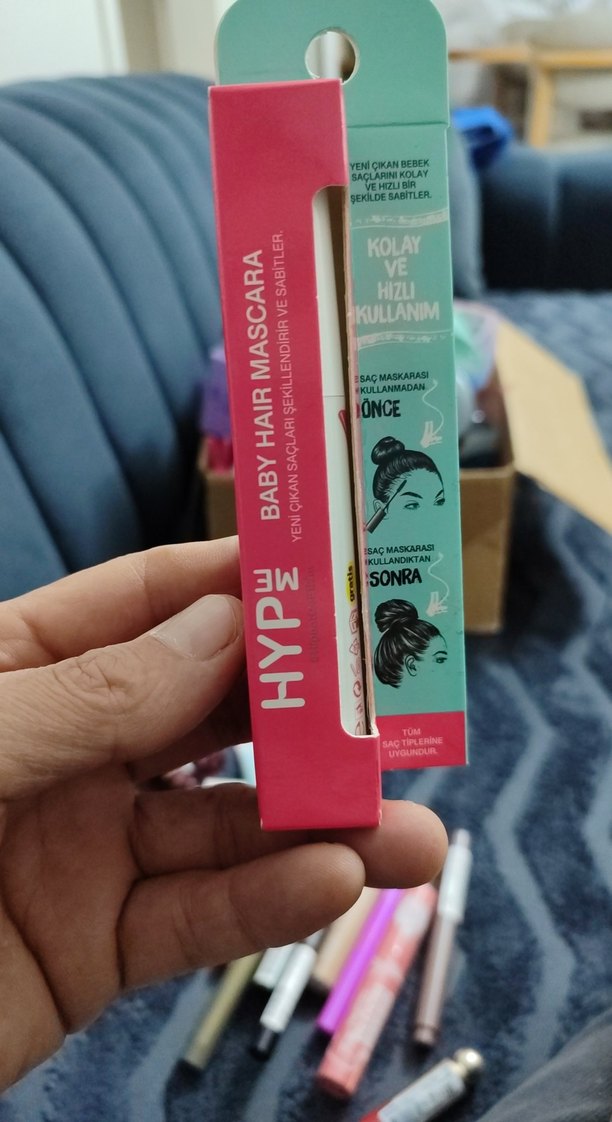 HYPE ME
BABY HAIR MASCARA
YENİ ÇIKAN SAÇLARI ŞEKİLLENDİRİR VE SABİTLER.
gratis
YENİ ÇIKAN BEBEK
SAÇLARINI KOLAY
VE HIZLI BİR
ŞEKİLDE SABİTLER.
KOLAY
VE
HIZLI
KULLANIM
SAÇ MASKARASI
KULLANMADAN
ÖNCE
SAÇ MASKARASI
KULLANDIKTAN
SONRA
TÜM
SAÇ TİPLERİNE
UYGUNDUR.